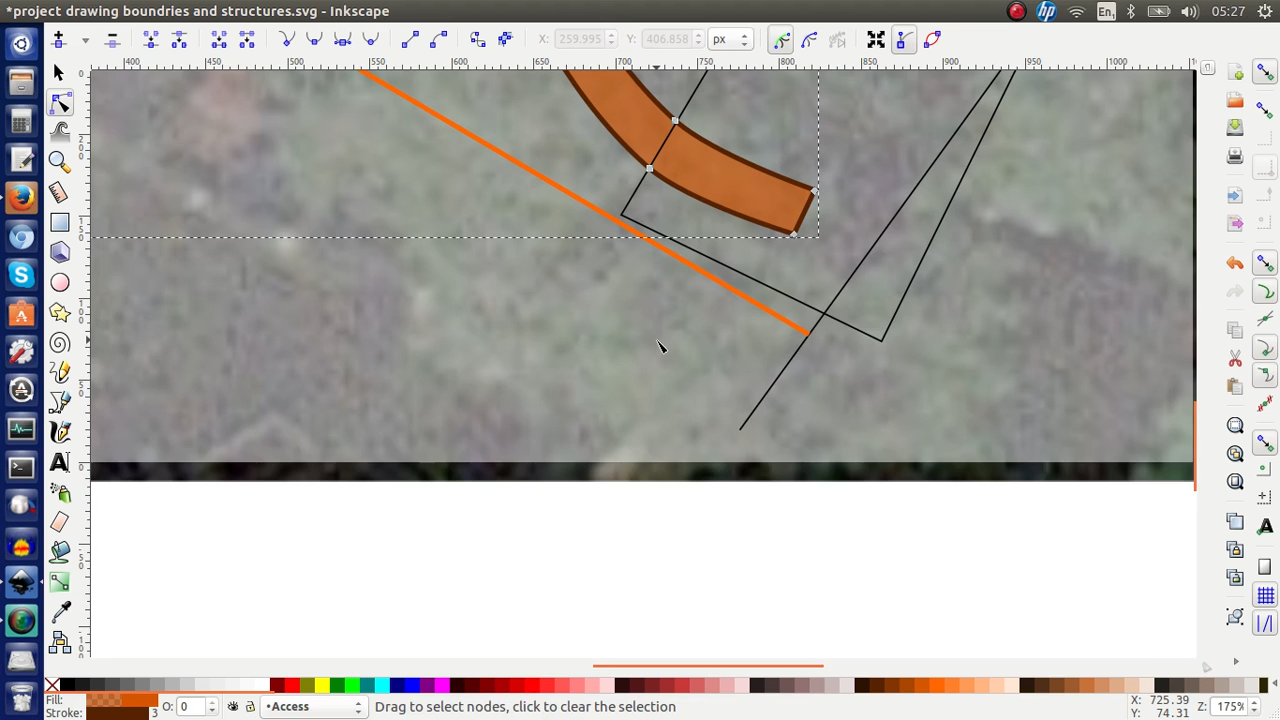 *project drawing boundries and structures.svg - Inkscape
En1
05:27
X: 259.995
Y: 406.858
px
400 450 500 550 600 650 700 750 800 850 900 950 1000
Fill:
Stroke:
3
O: 0
•Access
Drag to select nodes, click to clear the selection
X: 725.39
Y: 74.31
Z: 175%